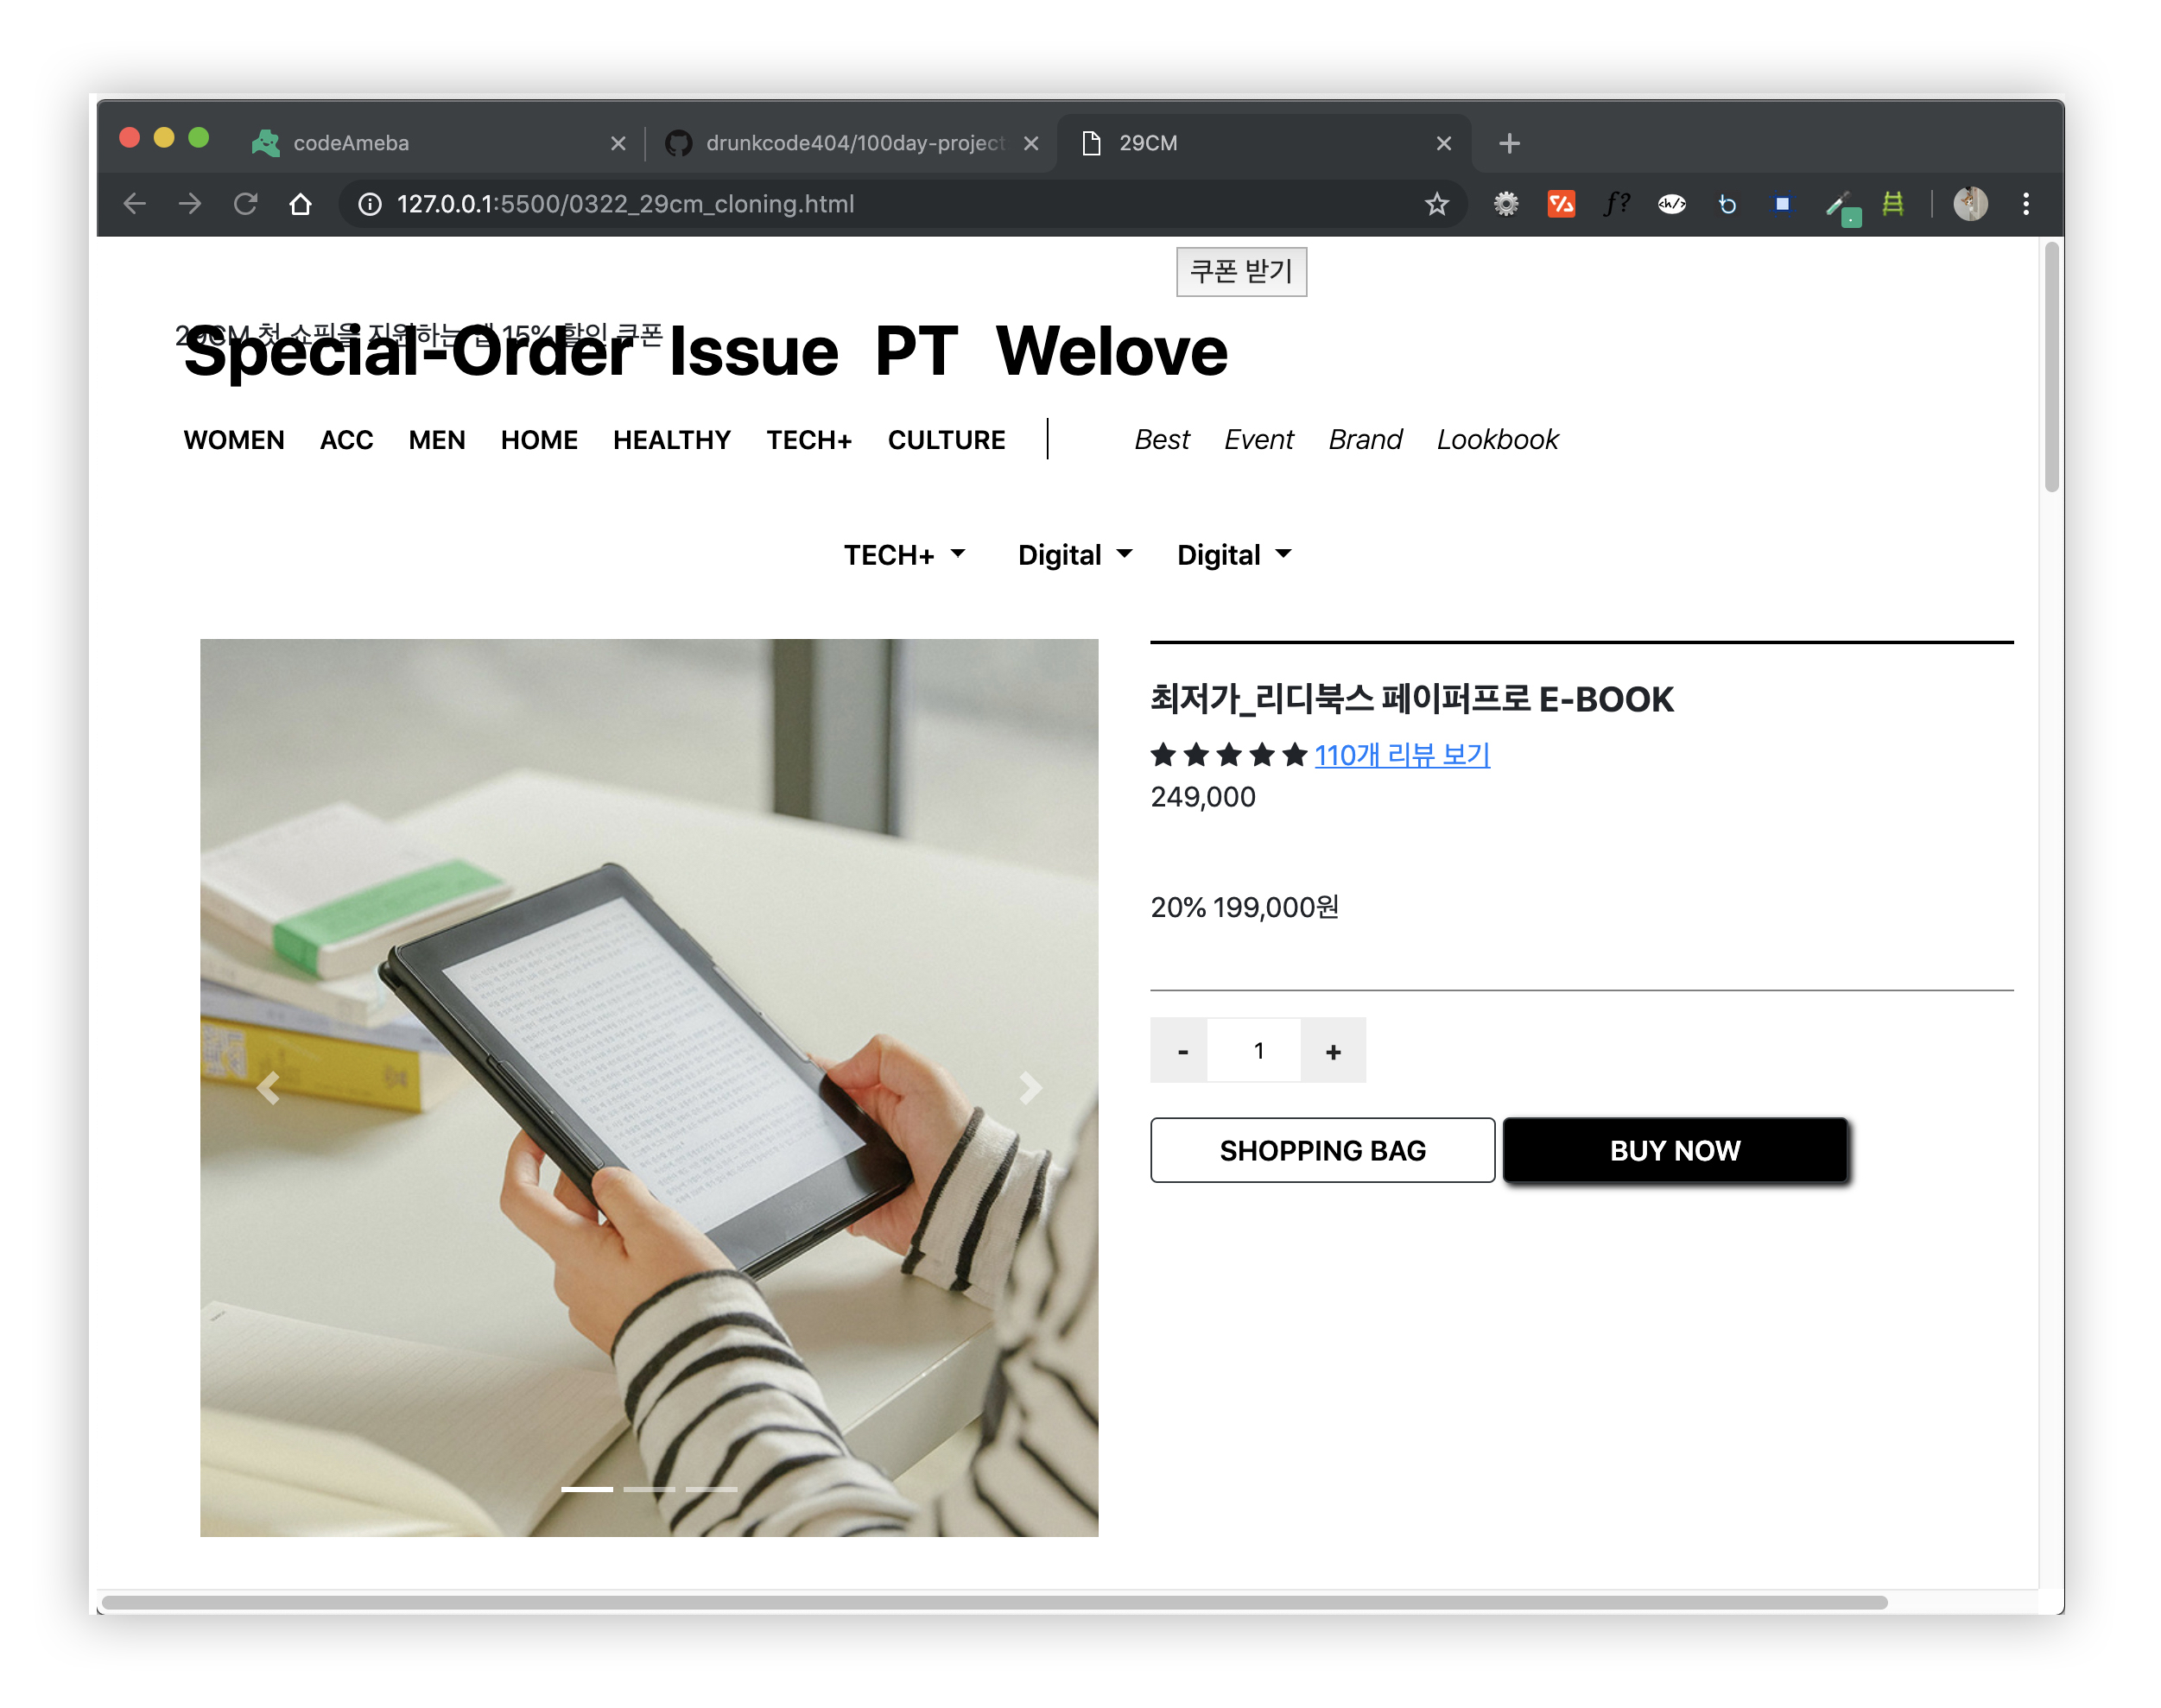 codeAmeba
drunkcode404/100day-project
29CM
127.0.0.1:5500/0322_29cm_cloning.html
쿠폰 받기
29CM 첫 쇼핑을 지원하는 앱 15% 할인 쿠폰
Special-Order Issue PT Welove
WOMEN ACC MEN HOME HEALTHY TECH+ CULTURE Best Event Brand Lookbook
TECH+ Digital Digital
최저가_리디북스 페이퍼프로 E-BOOK
110개 리뷰 보기
249,000
20% 199,000원
- 1 +
SHOPPING BAG BUY NOW